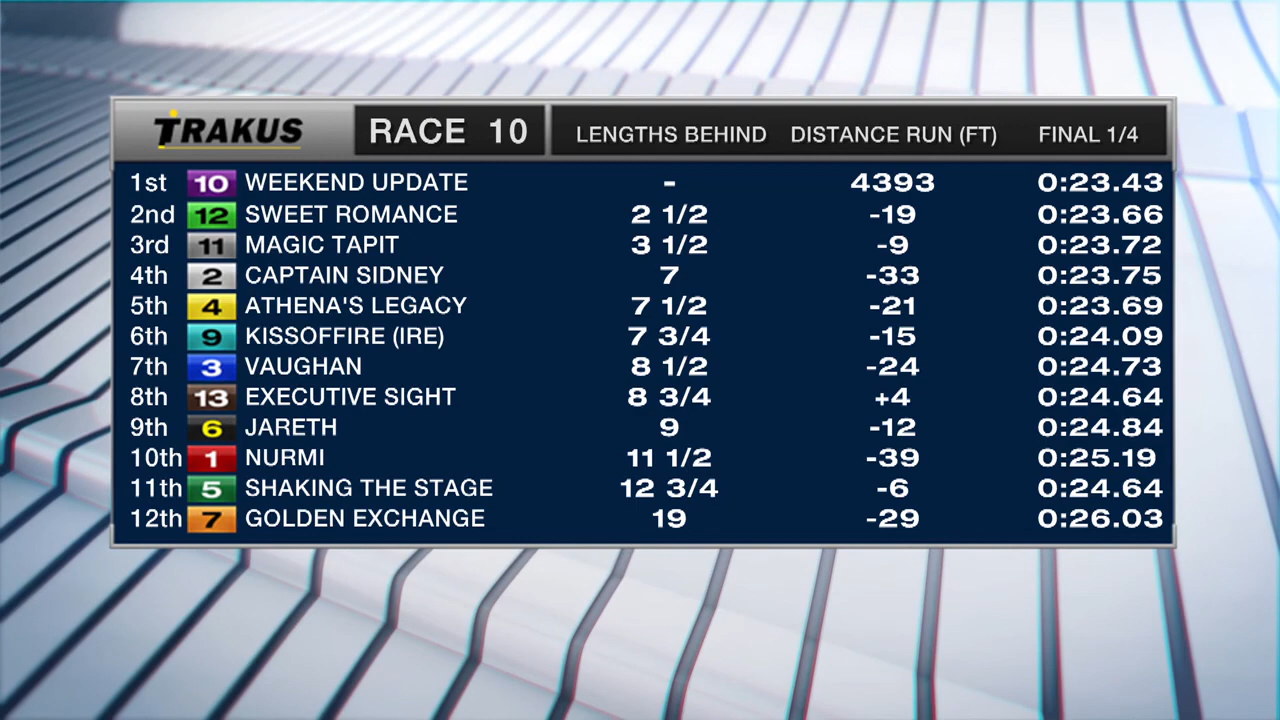 TRAKUS RACE 10 LENGTHS BEHIND DISTANCE RUN (FT) FINAL 1/4
1st 10 WEEKEND UPDATE - 4393 0:23.43
2nd 12 SWEET ROMANCE 2 1/2 -19 0:23.66
3rd 11 MAGIC TAPIT 3 1/2 -9 0:23.72
4th 2 CAPTAIN SIDNEY 7 -33 0:23.75
5th 4 ATHENA'S LEGACY 7 1/2 -21 0:23.69
6th 9 KISSOFFIRE (IRE) 7 3/4 -15 0:24.09
7th 3 VAUGHAN 8 1/2 -24 0:24.73
8th 13 EXECUTIVE SIGHT 8 3/4 +4 0:24.64
9th 6 JARETH 9 -12 0:24.84
10th 1 NURMI 11 1/2 -39 0:25.19
11th 5 SHAKING THE STAGE 12 3/4 -6 0:24.64
12th 7 GOLDEN EXCHANGE 19 -29 0:26.03